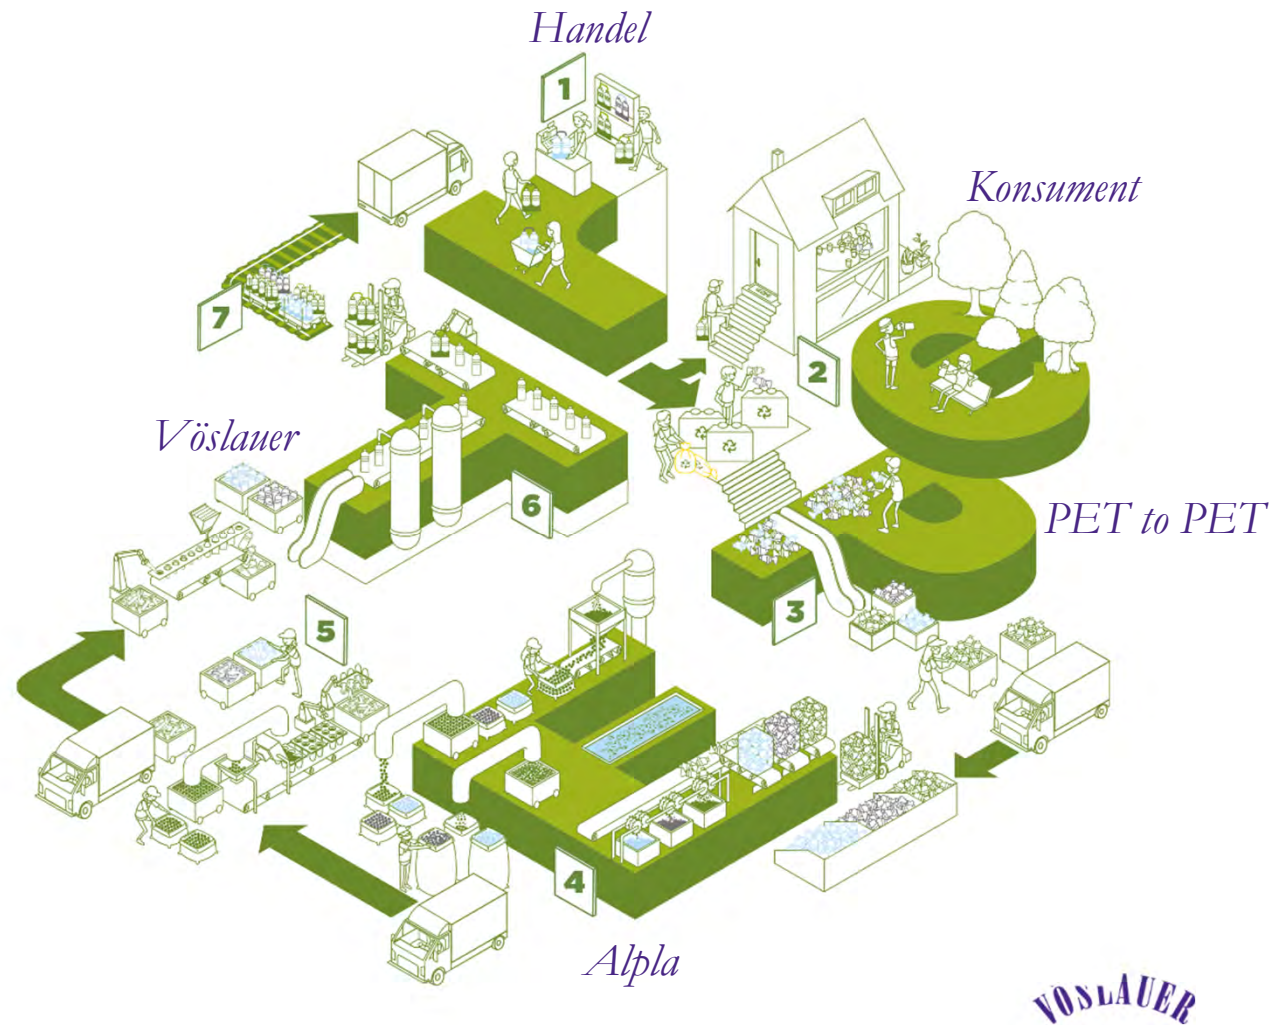 Handel
1
Konsument
7
2
Vöslauer
6
PET to PET
3
5
4
Alpla
VÖSLAUER